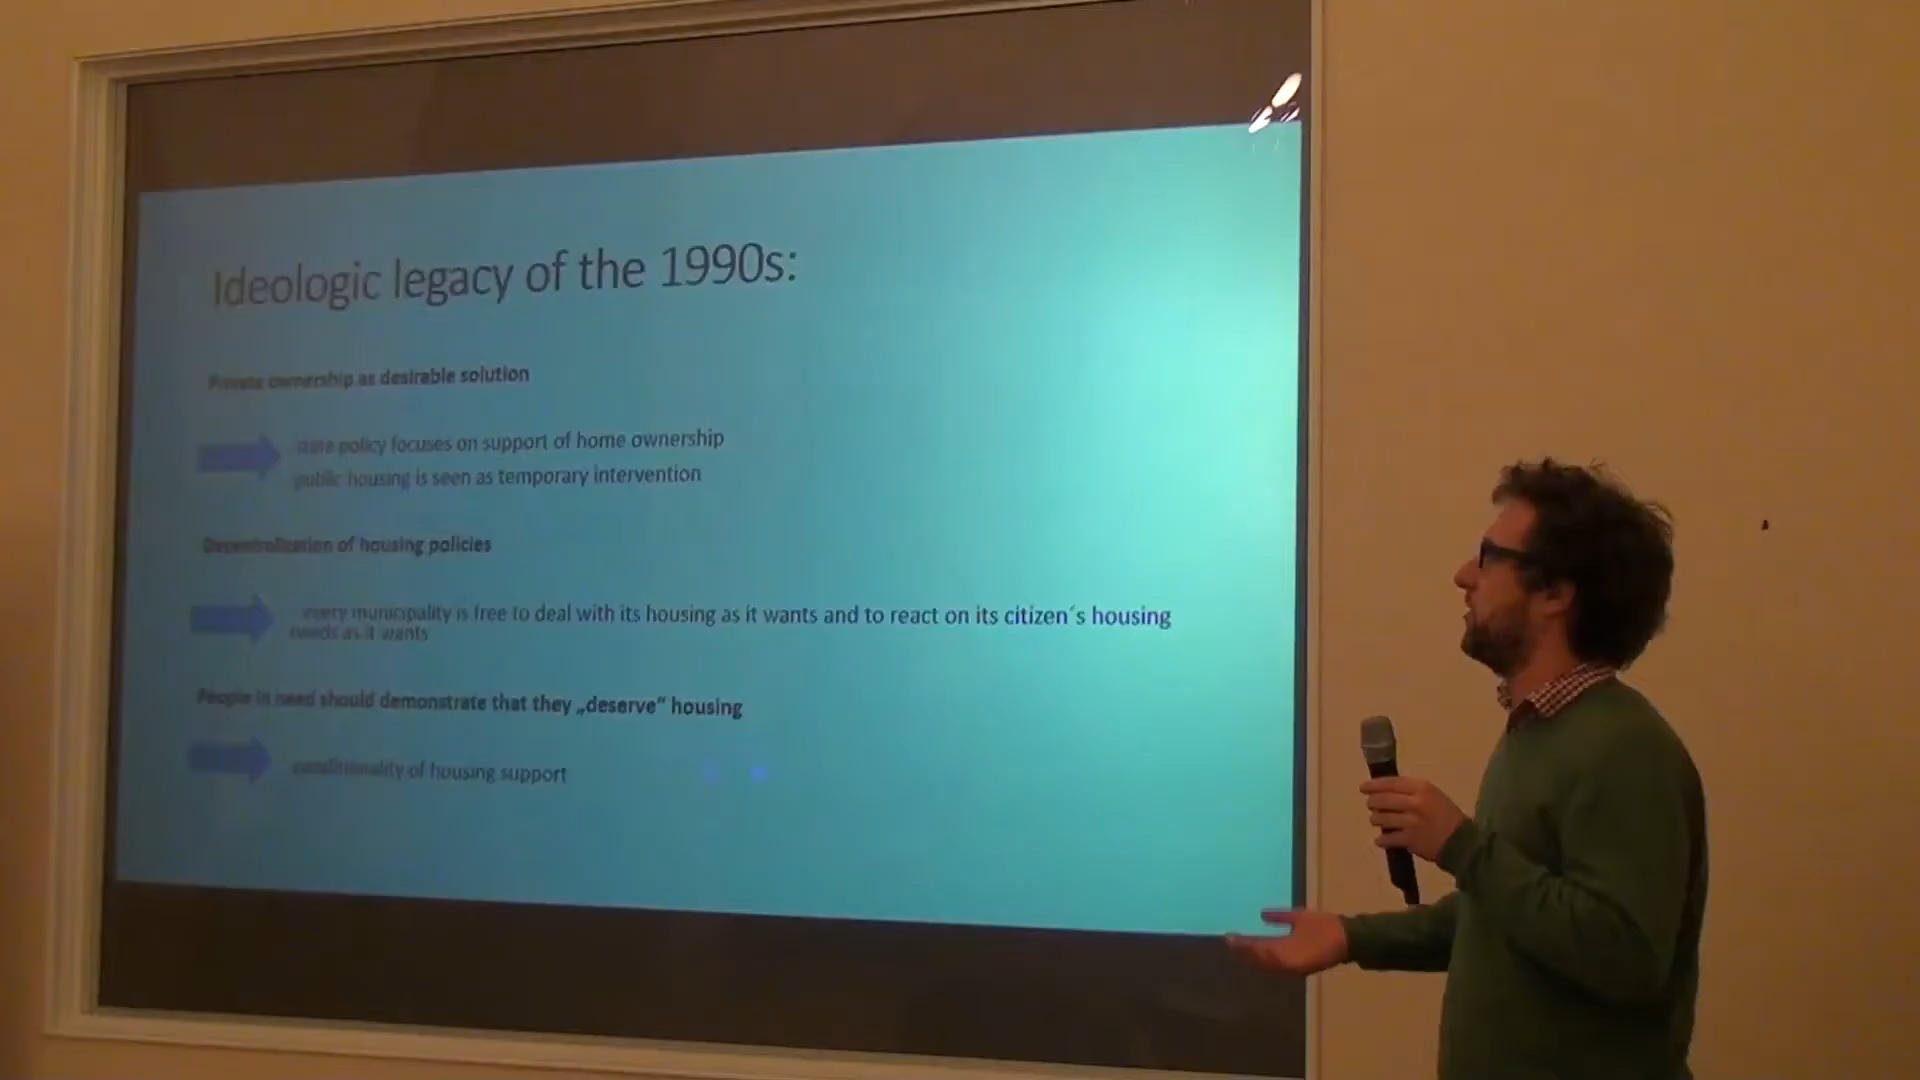 Ideologic legacy of the 1990s:
Private ownership as desirable solution
state policy focuses on support of home ownership
public housing is seen as temporary intervention
Decentralization of housing policies
every municipality is free to deal with its housing as it wants and to react on its citizen´s housing
needs as it wants
People in need should demonstrate that they „deserve“ housing
conditionality of housing support